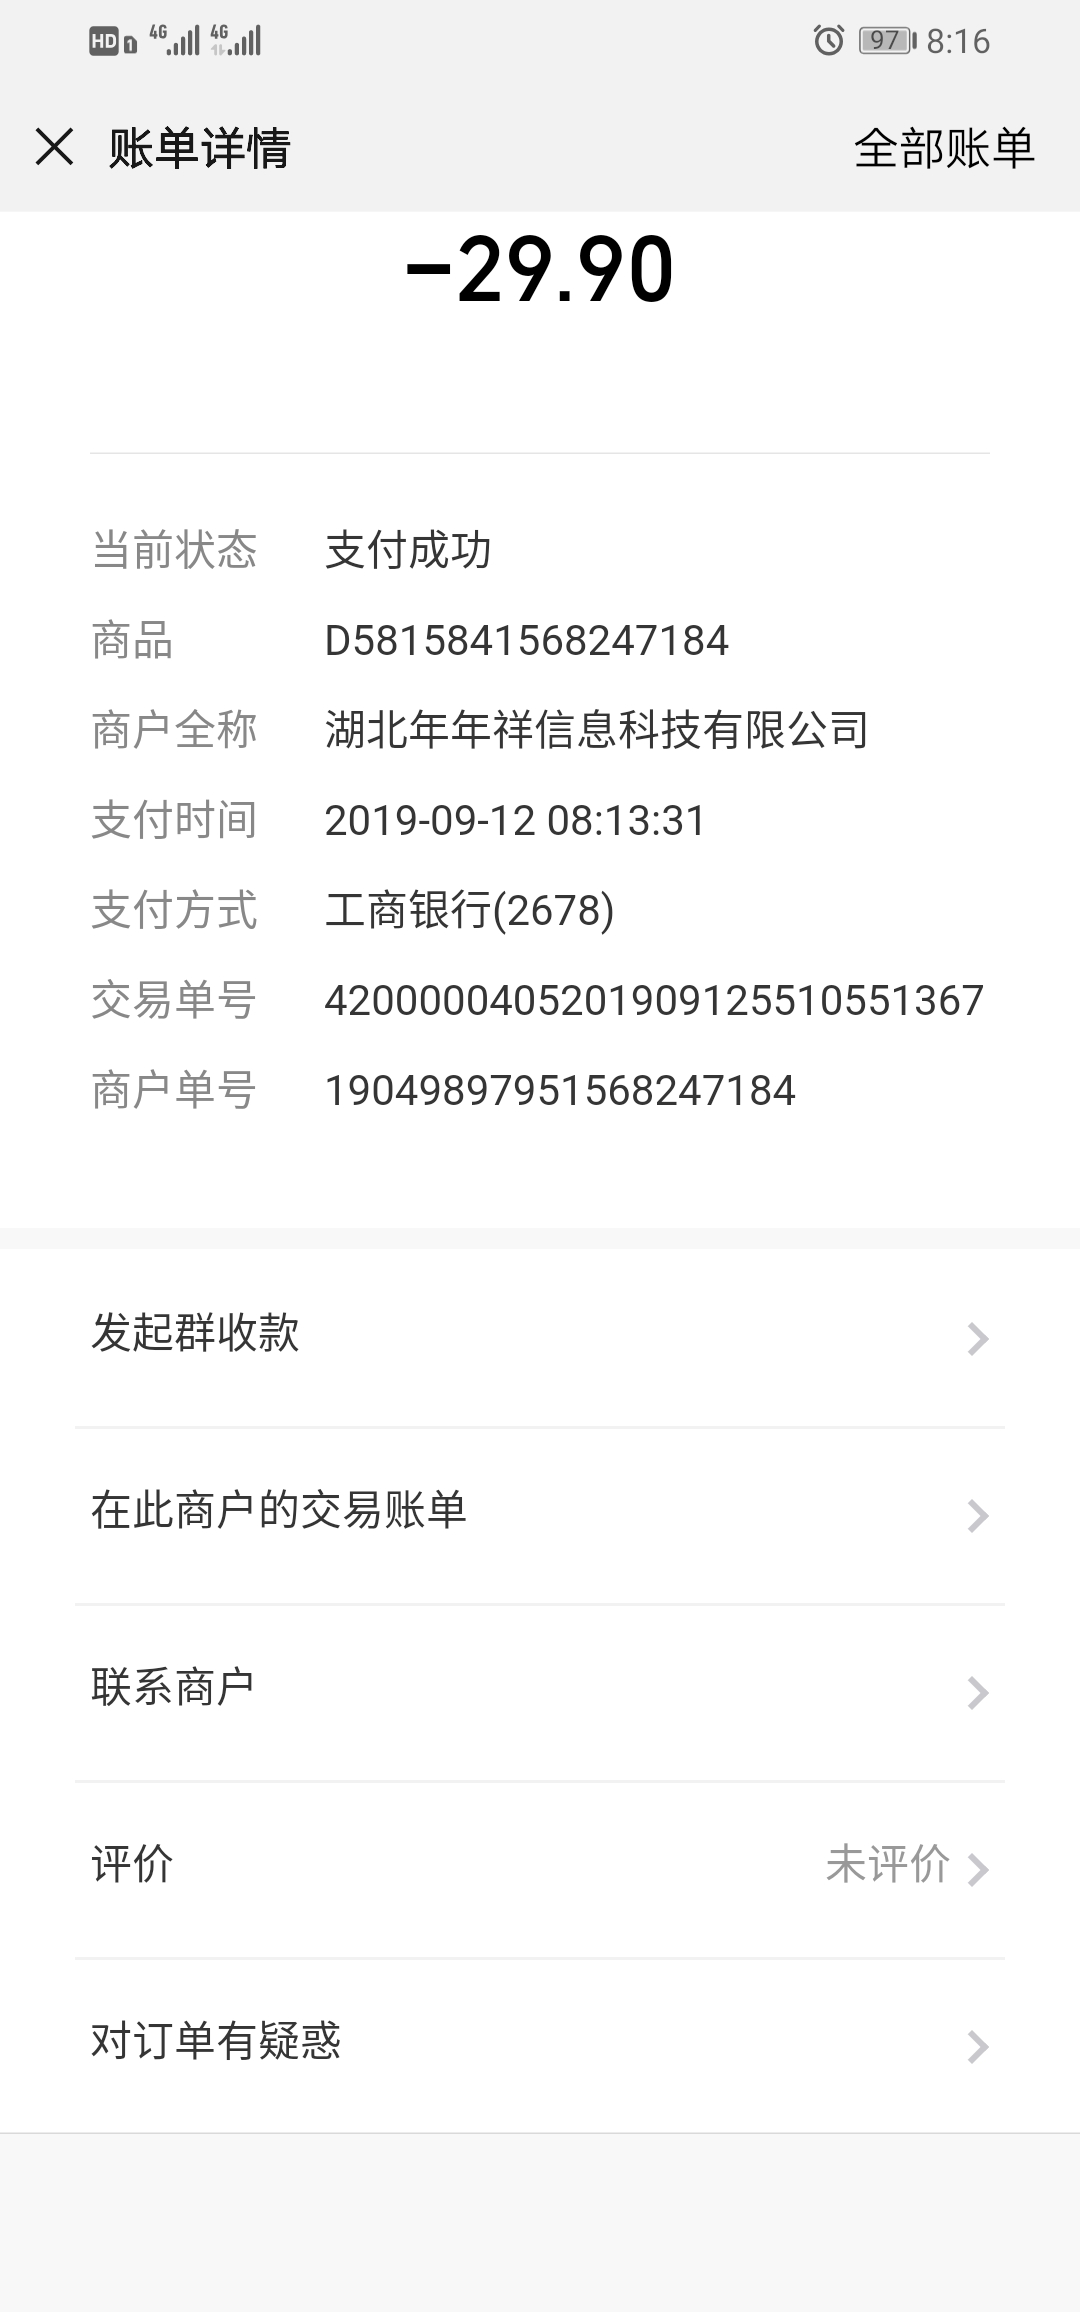 HD 1 4G 4G 97 8:16
账单详情 全部账单
-29.90
当前状态 支付成功
商品 D5815841568247184
商户全称 湖北年年祥信息科技有限公司
支付时间 2019-09-12 08:13:31
支付方式 工商银行(2678)
交易单号 4200000405201909125510551367
商户单号 19049897951568247184
发起群收款
在此商户的交易账单
联系商户
评价 未评价
对订单有疑惑